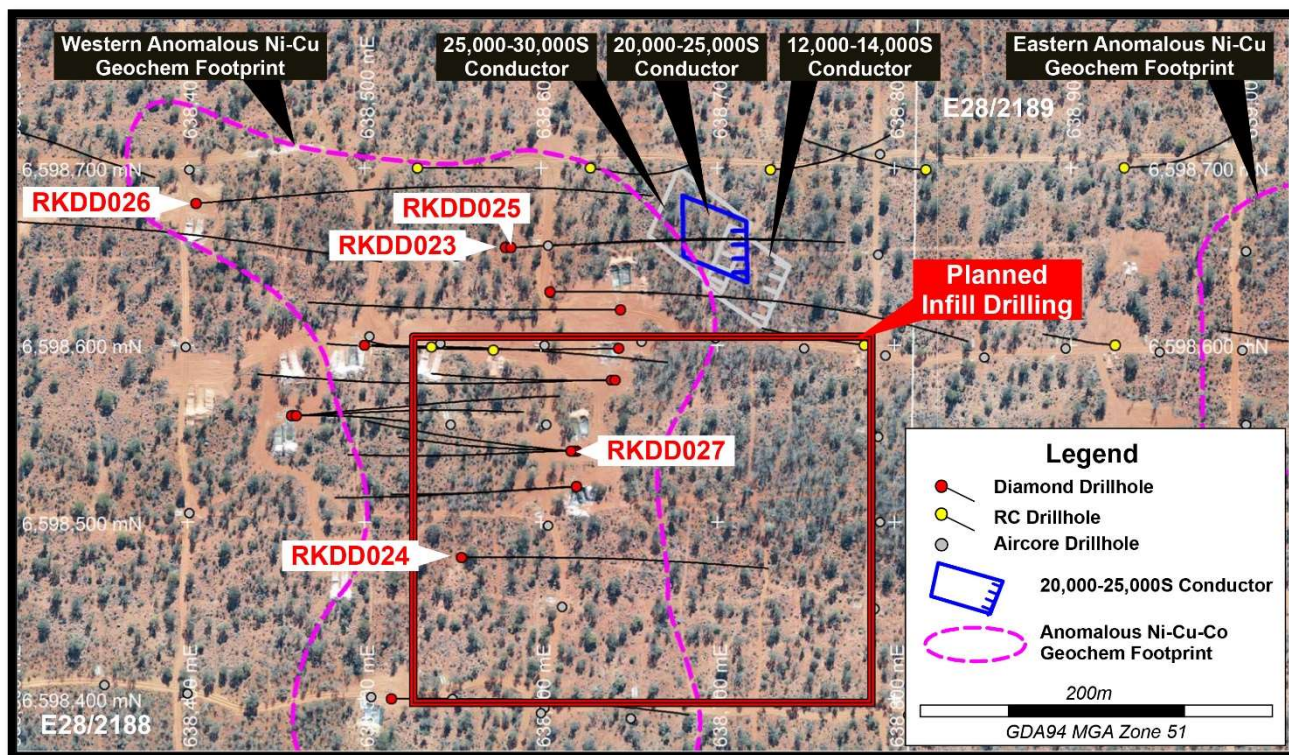 Western Anomalous Ni-Cu
Geochem Footprint
25,000-30,000S
Conductor
20,000-25,000S
Conductor
12,000-14,000S
Conductor
Eastern Anomalous Ni-Cu
Geochem Footprint
E28/2189
6,598,700 mN
6,598,700 mN
RKDD026
RKDD025
RKDD023
Planned
Infill Drilling
6,598,600 mN
6,598,600 mN
RKDD027
6,598,500 mN
RKDD024
638,400 mE
638,500 mE
6,598,400 mN
E28/2188
Legend
Diamond Drillhole
RC Drillhole
Aircore Drillhole
20,000-25,000S Conductor
Anomalous Ni-Cu-Co
Geochem Footprint
200m
GDA94 MGA Zone 51